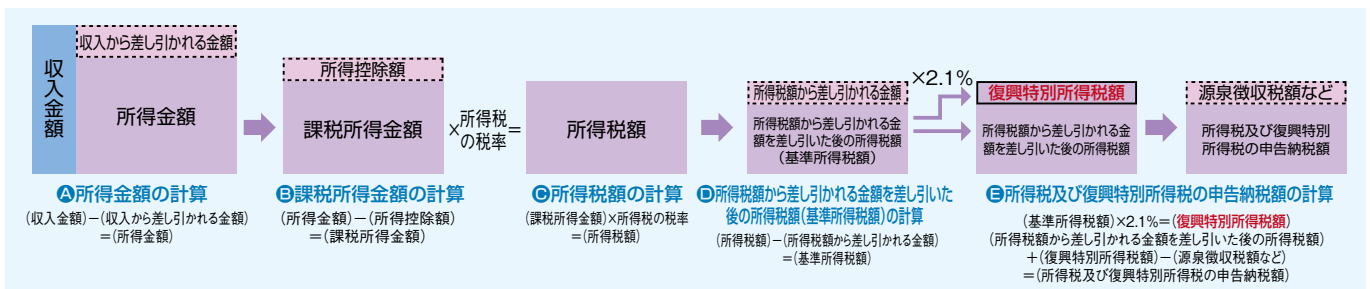 収入金額
収入から差し引かれる金額
所得金額
所得控除額
課税所得金額
×所得税の税率=
所得税額
所得税額から差し引かれる金額
所得税額から差し引かれる金
額を差し引いた後の所得税額
(基準所得税額)
×2.1%
復興特別所得税額
所得税額から差し引かれる金
額を差し引いた後の所得税額
源泉徴収税額など
所得税及び復興特別
所得税の申告納税額
A所得金額の計算
(収入金額)−(収入から差し引かれる金額)
=(所得金額)
B課税所得金額の計算
(所得金額)−(所得控除額)
=(課税所得金額)
C所得税額の計算
(課税所得金額)×所得税の税率
=(所得税額)
D所得税額から差し引かれる金額を差し引いた
後の所得税額(基準所得税額)の計算
(所得税額)−(所得税額から差し引かれる金額)
=(基準所得税額)
E所得税及び復興特別所得税の申告納税額の計算
(基準所得税額)×2.1%=(復興特別所得税額)
(所得税額から差し引かれる金額を差し引いた後の所得税額)
+(復興特別所得税額)−(源泉徴収税額など)
=(所得税及び復興特別所得税の申告納税額)